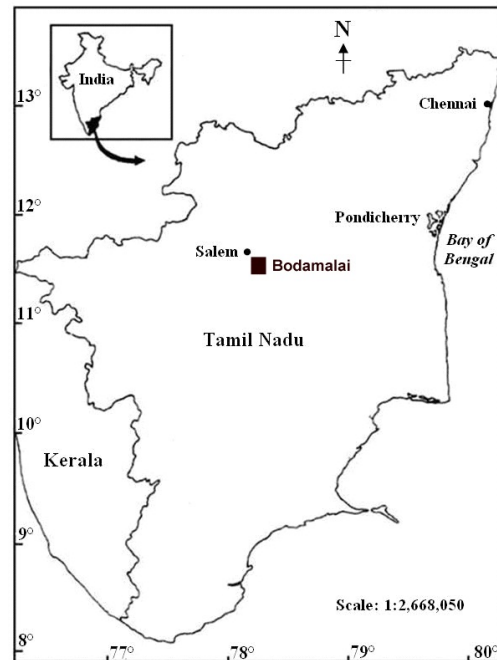 N
India
13°
Chennai
12°
Pondicherry
Bay of
Bengal
Salem
Bodamalai
11°
Tamil Nadu
10°
Kerala
9°
Scale: 1:2,668,050
8°
77°
78°
79°
80°